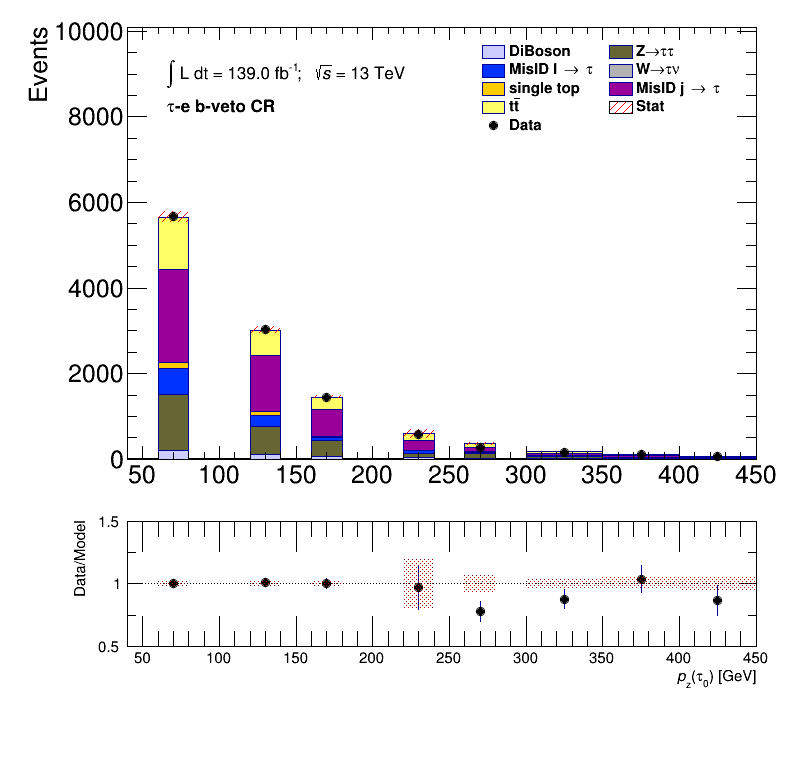 Events
10000
8000
6000
4000
2000
0
∫ L dt = 139.0 fb⁻¹; √s = 13 TeV
τ-e b-veto CR
DiBoson
MisID l → τ
single top
tt̄
Data
Z→ττ
W→τν
MisID j → τ
Stat
50 100 150 200 250 300 350 400 450
Data/Model
1.5
1
0.5
50 100 150 200 250 300 350 400 450
p_z(τ₀) [GeV]